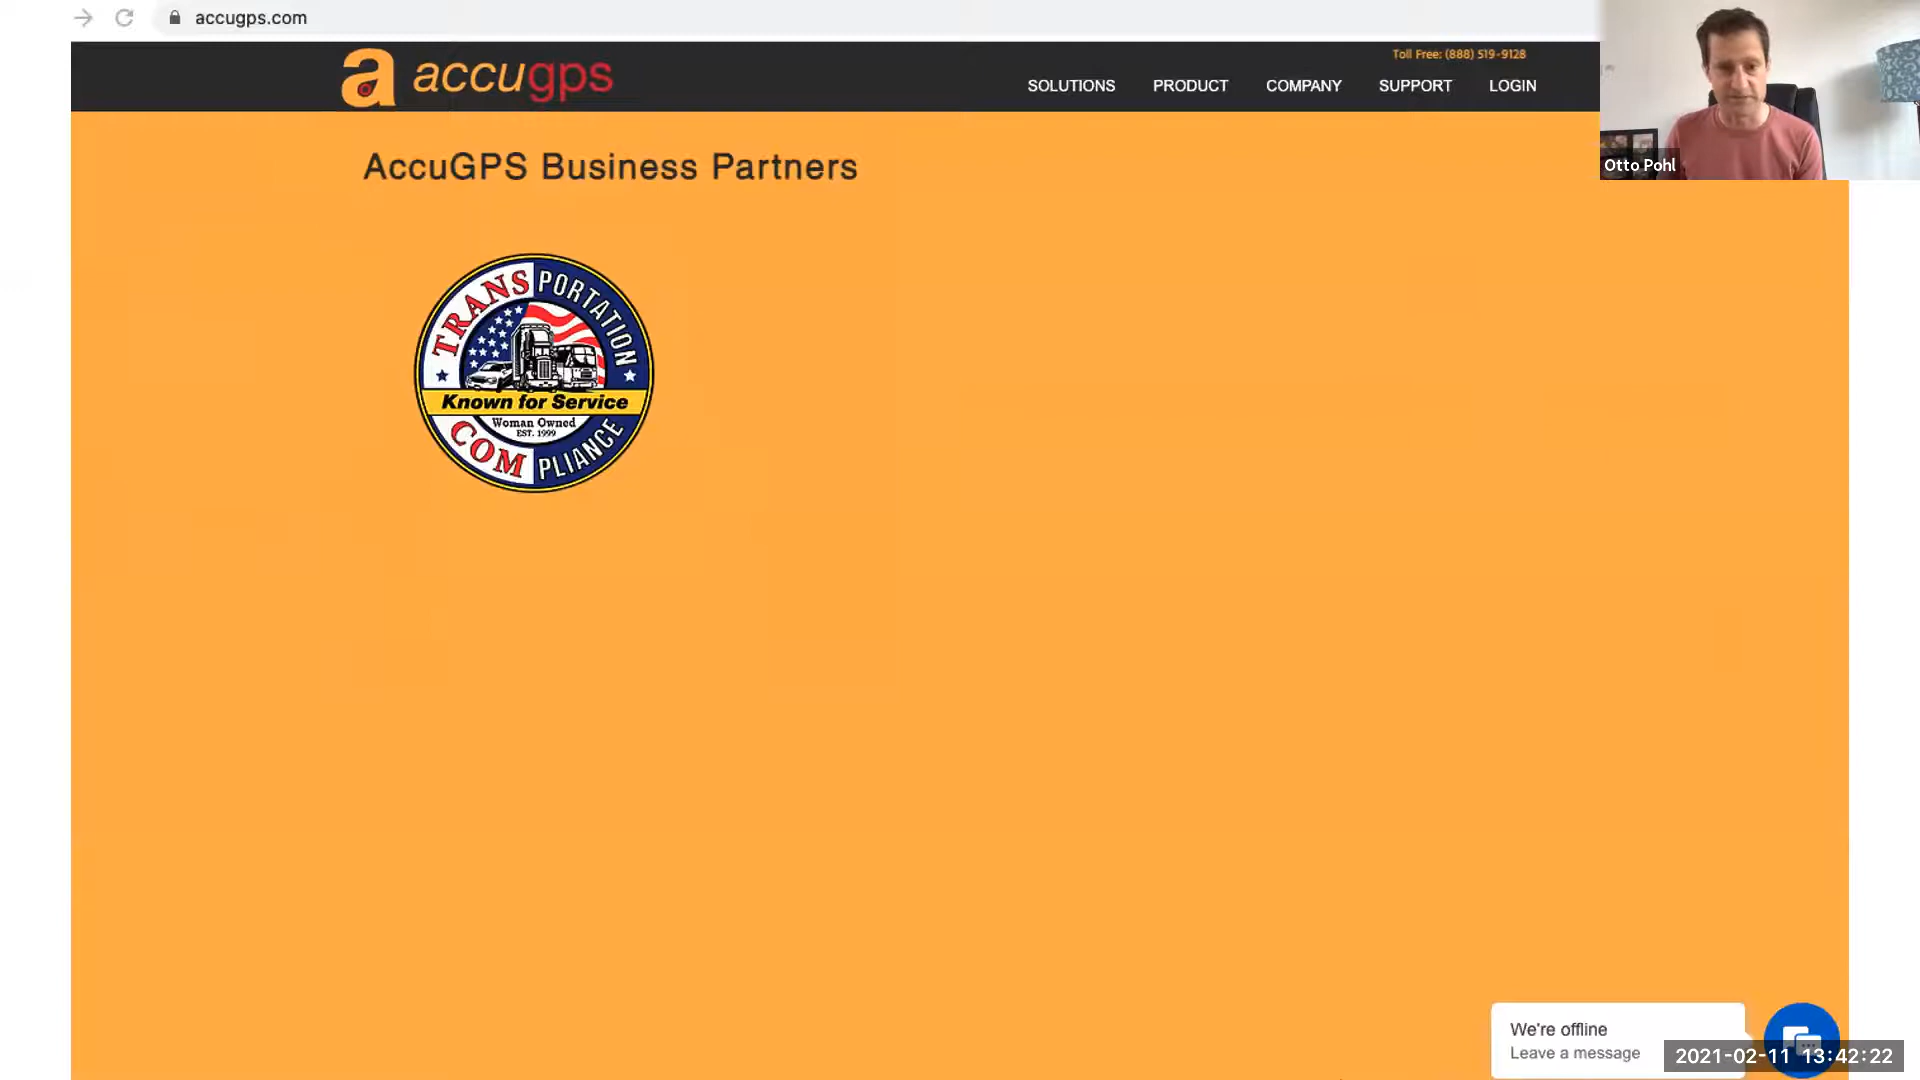 accugps.com
Toll Free: (888) 519-9128
a accugps
SOLUTIONS PRODUCT COMPANY SUPPORT LOGIN
Otto Pohl
AccuGPS Business Partners
TRANSPORTATION
Known for Service
Woman Owned
EST. 1999
COMPLIANCE
We're offline
Leave a message
2021-02-11 13:42:22